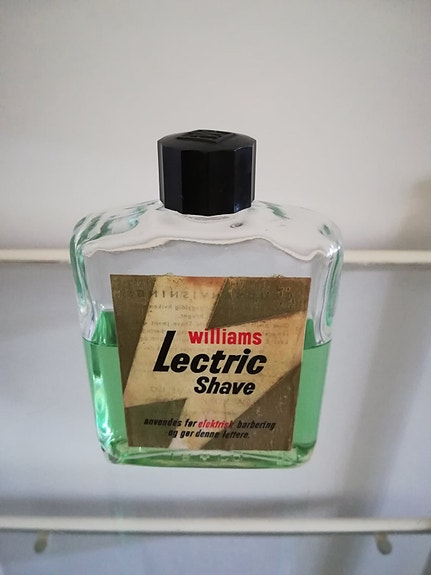 williams
Lectric
Shave
anvendes før elektrisk barbering
og gør denne lettere.